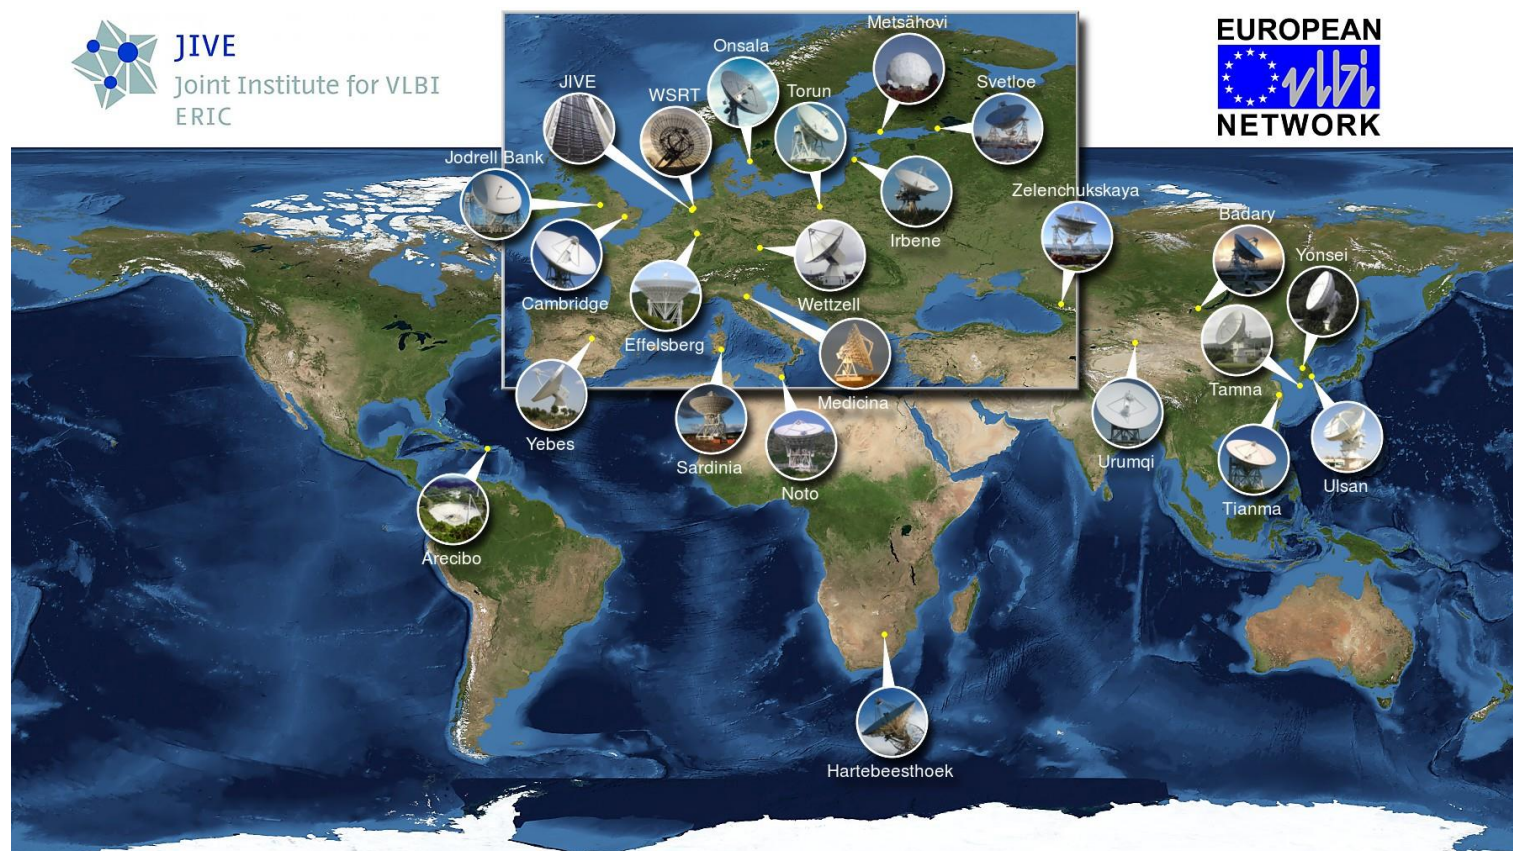 JIVE
Joint Institute for VLBI
ERIC
EUROPEAN
vlbi
NETWORK
Metsähovi
Onsala
JIVE
WSRT
Torun
Svetloe
Jodrell Bank
Zelenchukskaya
Badary
Irbene
Yonsei
Cambridge
Wettzell
Effelsberg
Tamna
Medicina
Yebes
Sardinia
Urumqi
Noto
Ulsan
Tianma
Arecibo
Hartebeesthoek